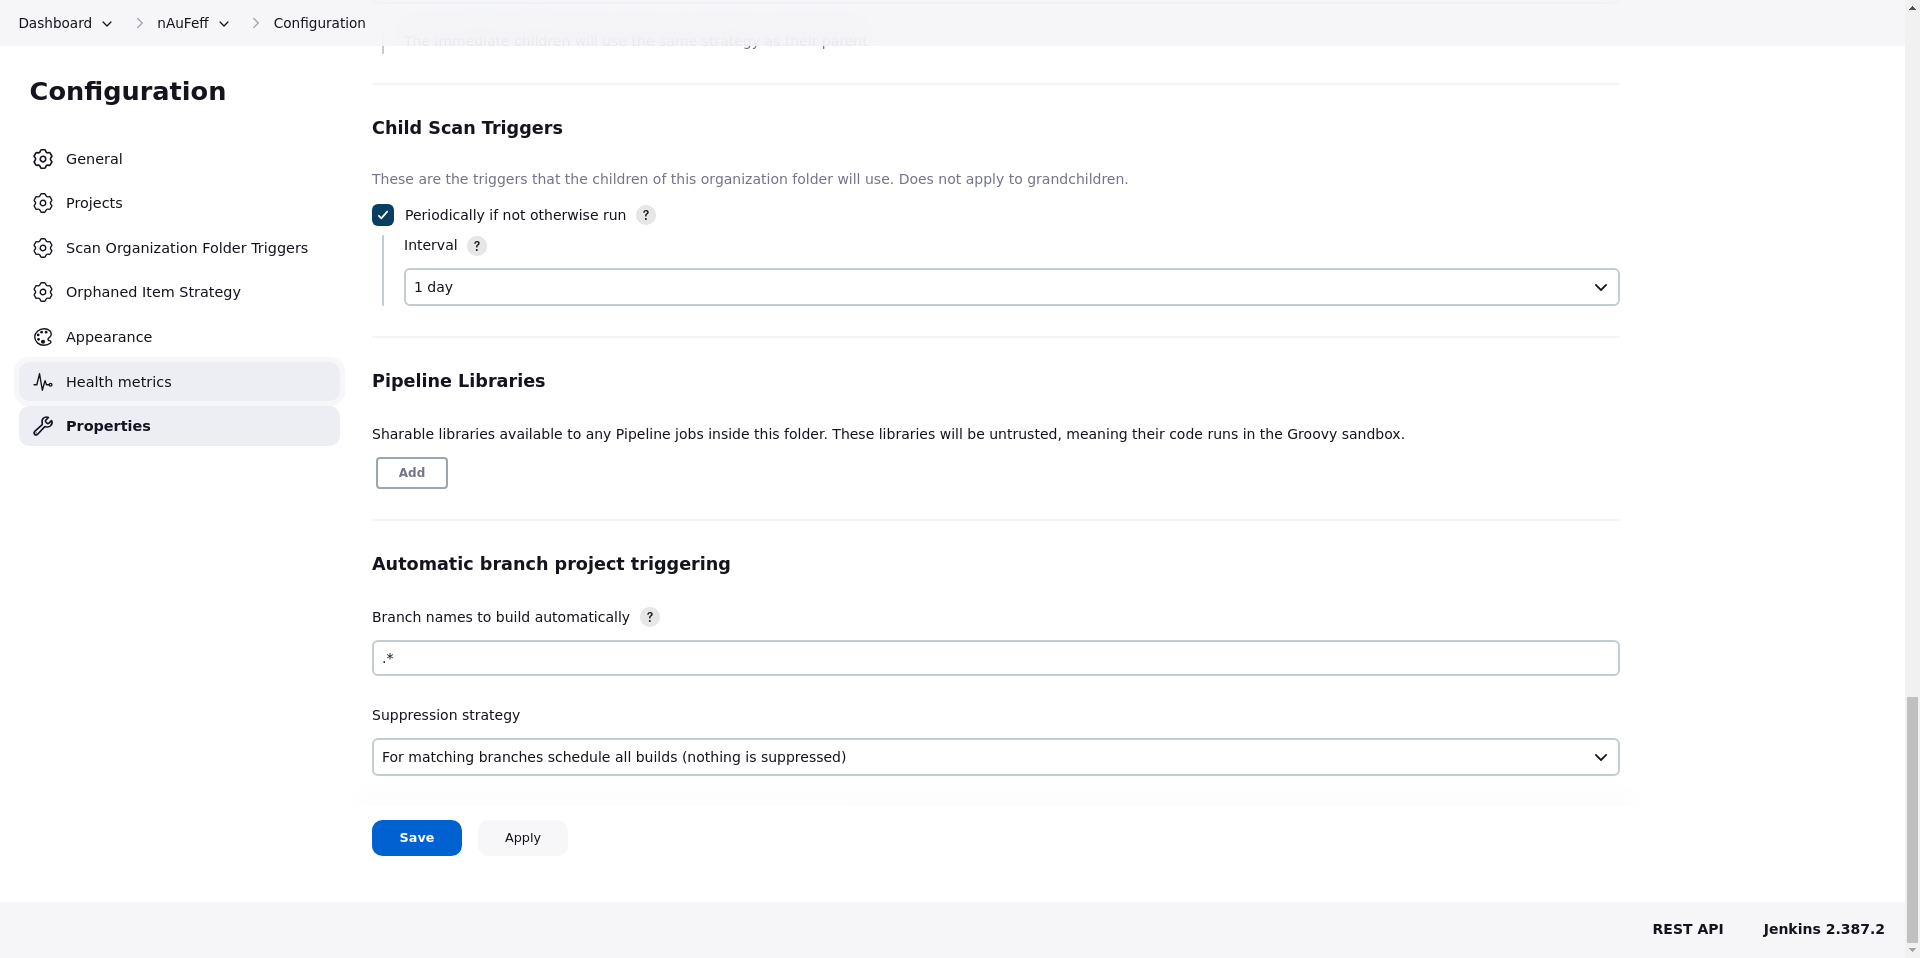 Dashboard
nAuFeff
Configuration
The immediate children will use the same strategy as their parent
Configuration
General
Projects
Scan Organization Folder Triggers
Orphaned Item Strategy
Appearance
Health metrics
Properties
Child Scan Triggers
These are the triggers that the children of this organization folder will use. Does not apply to grandchildren.
Periodically if not otherwise run ?
Interval ?
1 day
Pipeline Libraries
Sharable libraries available to any Pipeline jobs inside this folder. These libraries will be untrusted, meaning their code runs in the Groovy sandbox.
Add
Automatic branch project triggering
Branch names to build automatically ?
.*
Suppression strategy
For matching branches schedule all builds (nothing is suppressed)
Save
Apply
REST API
Jenkins 2.387.2